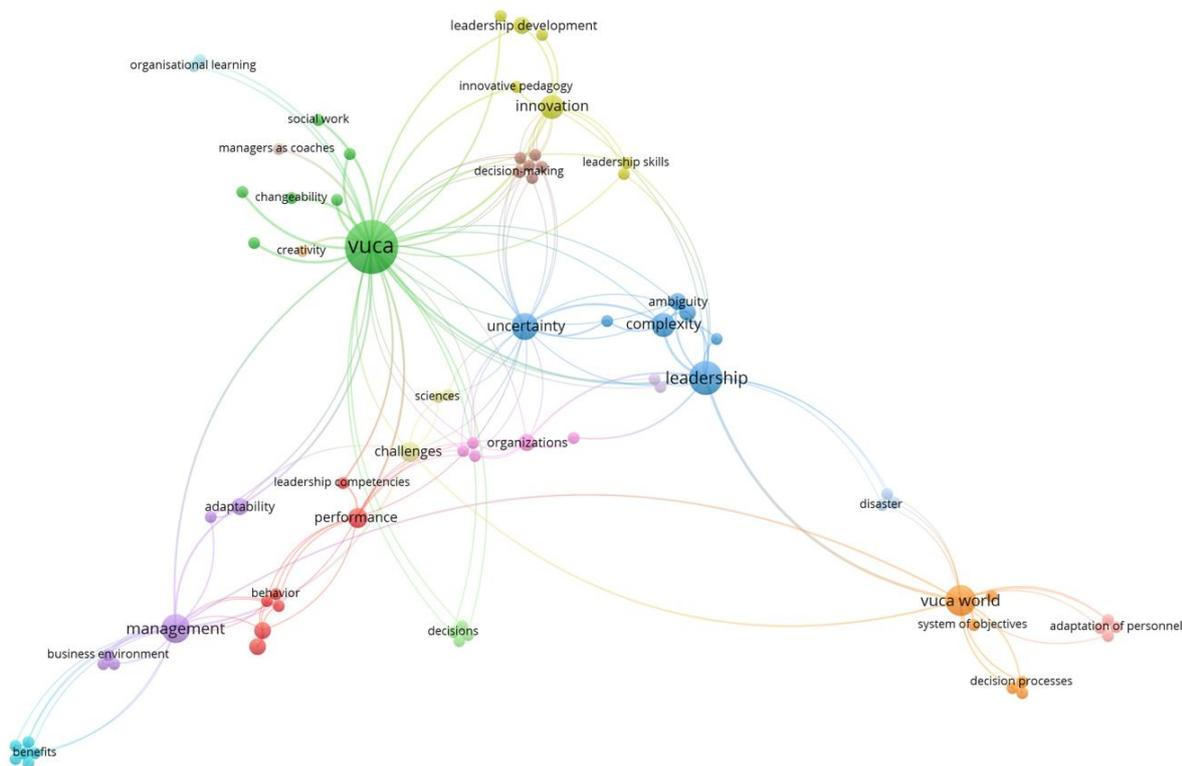 leadership development
organisational learning
innovative pedagogy
innovation
social work
managers as coaches
leadership skills
decision-making
changeability
vuca
creativity
ambiguity
uncertainty
complexity
leadership
sciences
organizations
challenges
leadership competencies
disaster
adaptability
performance
behavior
vuca world
system of objectives
adaptation of personnel
management
decisions
business environment
decision processes
benefits